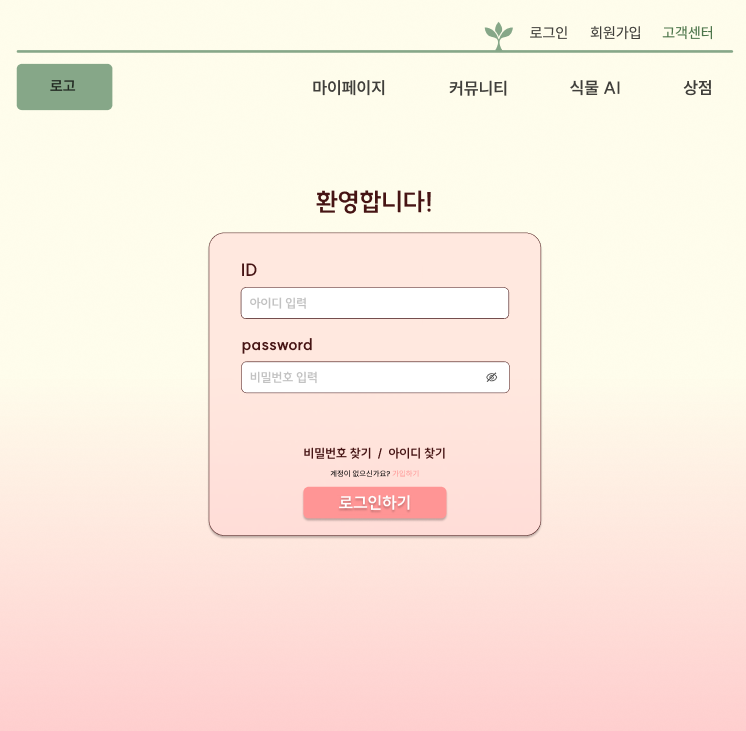 로그인 회원가입 고객센터
로고 마이페이지 커뮤니티 식물 AI 상점
환영합니다!
ID
아이디 입력
password
비밀번호 입력
비밀번호 찾기 / 아이디 찾기
계정이 없으신가요? 가입하기
로그인하기